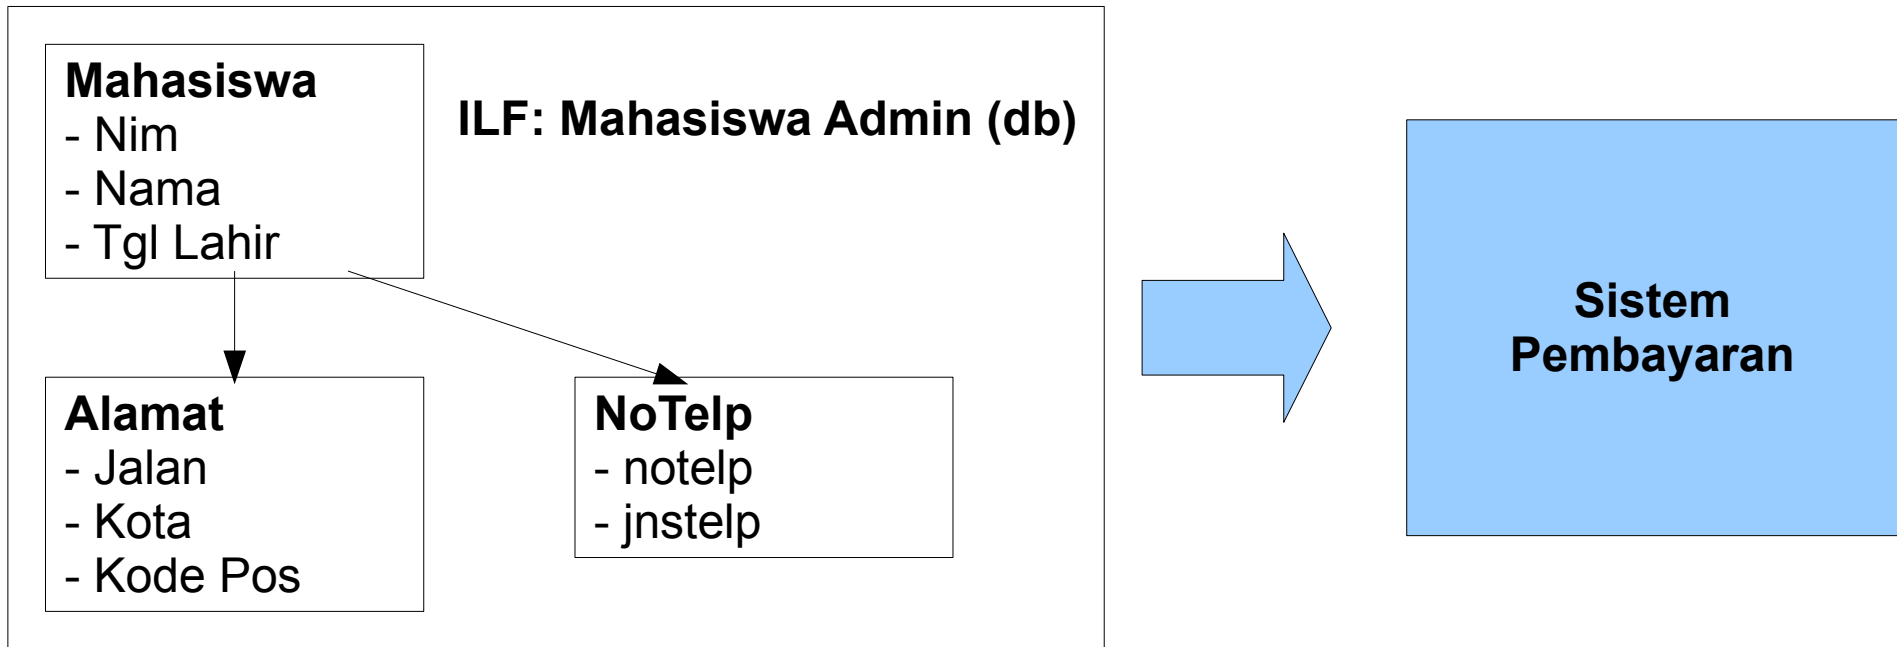 Mahasiswa
- Nim
- Nama
- Tgl Lahir
ILF: Mahasiswa Admin (db)
Alamat
- Jalan
- Kota
- Kode Pos
NoTelp
- notelp
- jnstelp
Sistem
Pembayaran